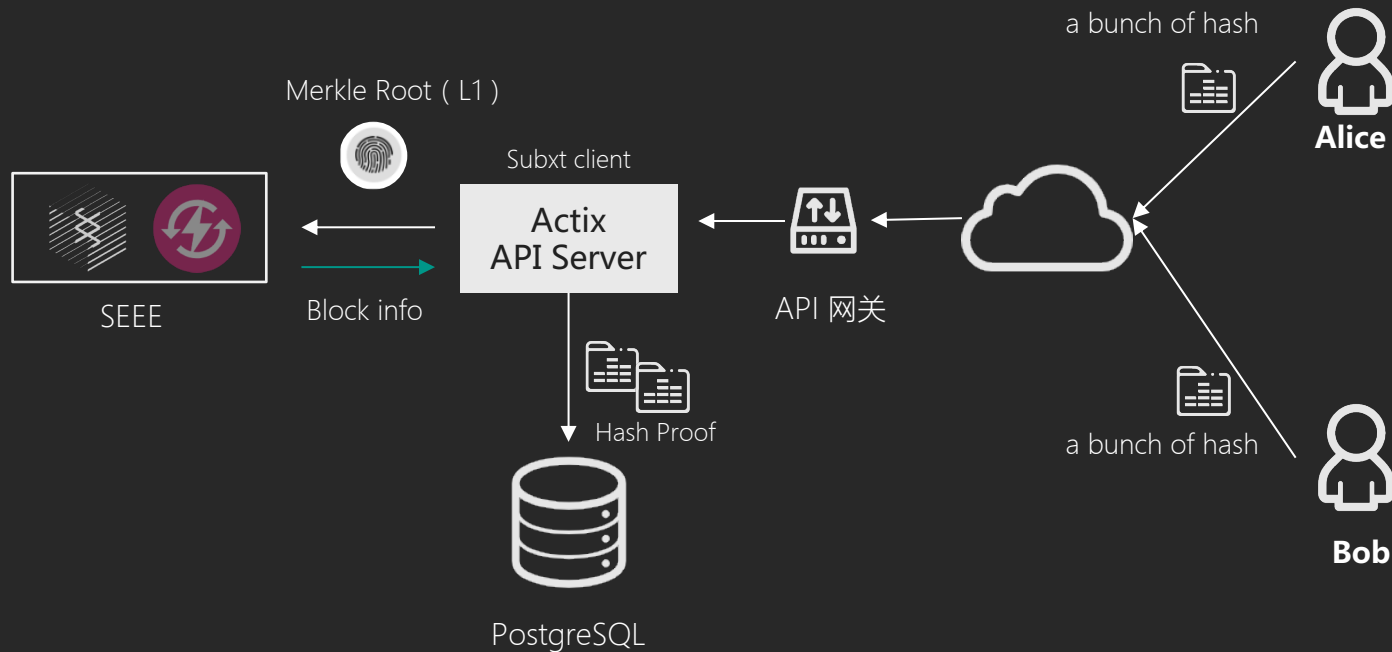 a bunch of hash
Alice
Merkle Root ( L1 )
Subxt client
Actix
API Server
SEEE
Block info
API 网关
Hash Proof
a bunch of hash
Bob
PostgreSQL